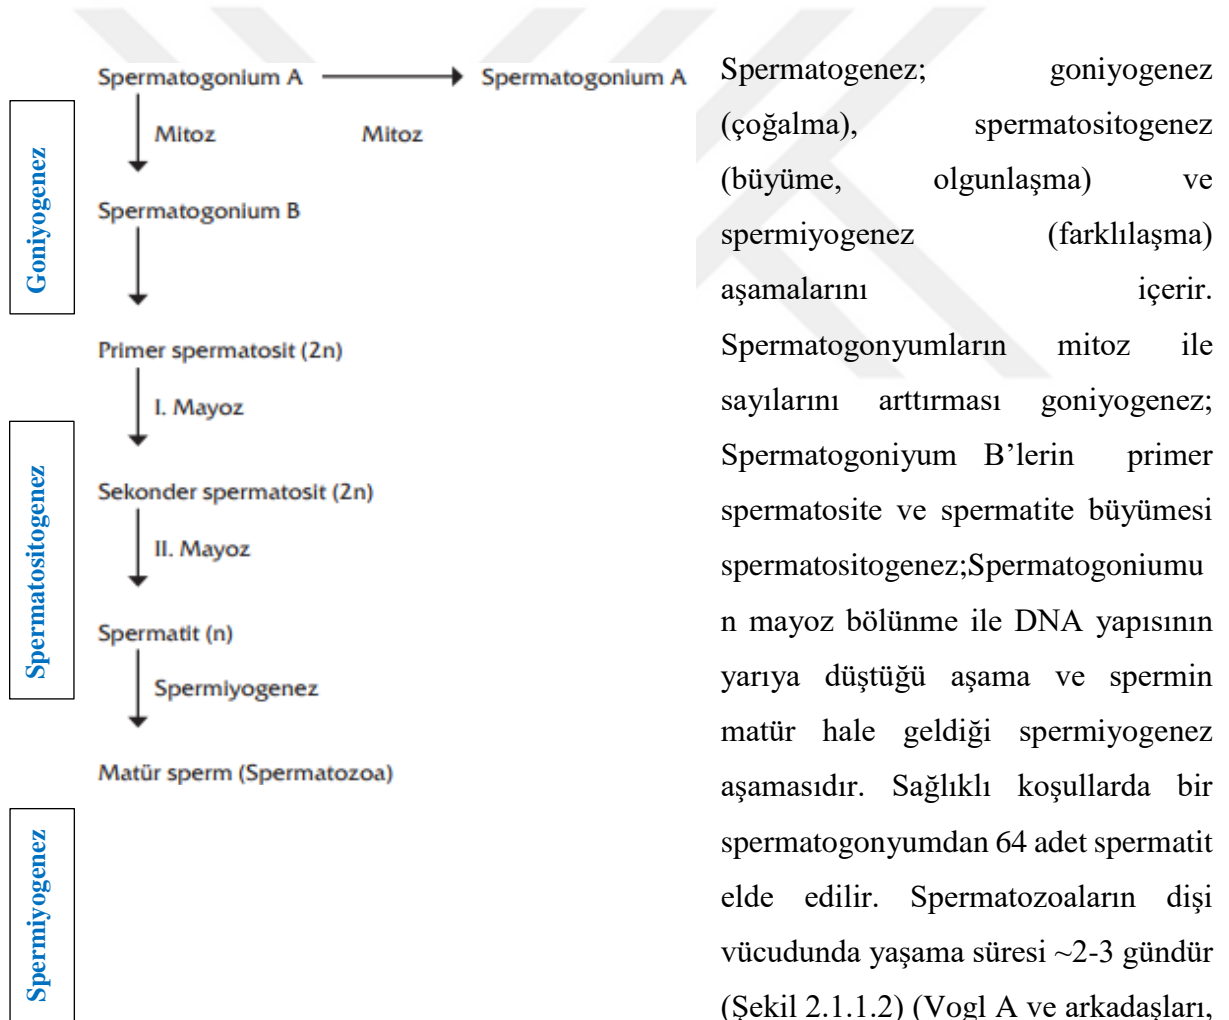 Spermatogonium A Spermatogonium A
Mitoz Mitoz
Spermatogonium B
Primer spermatosit (2n)
I. Mayoz
Sekonder spermatosit (2n)
II. Mayoz
Spermatit (n)
Spermiyogenez
Matür sperm (Spermatozoa)
Goniyogenez
Spermatositogenez
Spermiyogenez
Spermatogenez; goniyogenez
(çoğalma), spermatositogenez
(büyüme, olgunlaşma) ve
spermiyogenez (farklılaşma)
aşamalarını içerir.
Spermatogonyumların mitoz ile
sayılarını arttırması goniyogenez;
Spermatogoniyum B’lerin primer
spermatosite ve spermatite büyümesi
spermatositogenez;Spermatogoniumu
n mayoz bölünme ile DNA yapısının
yarıya düştüğü aşama ve spermin
matür hale geldiği spermiyogenez
aşamasıdır. Sağlıklı koşullarda bir
spermatogonyumdan 64 adet spermatit
elde edilir. Spermatozoaların dişi
vücudunda yaşama süresi ~2-3 gündür
(Şekil 2.1.1.2) (Vogl A ve arkadaşları,